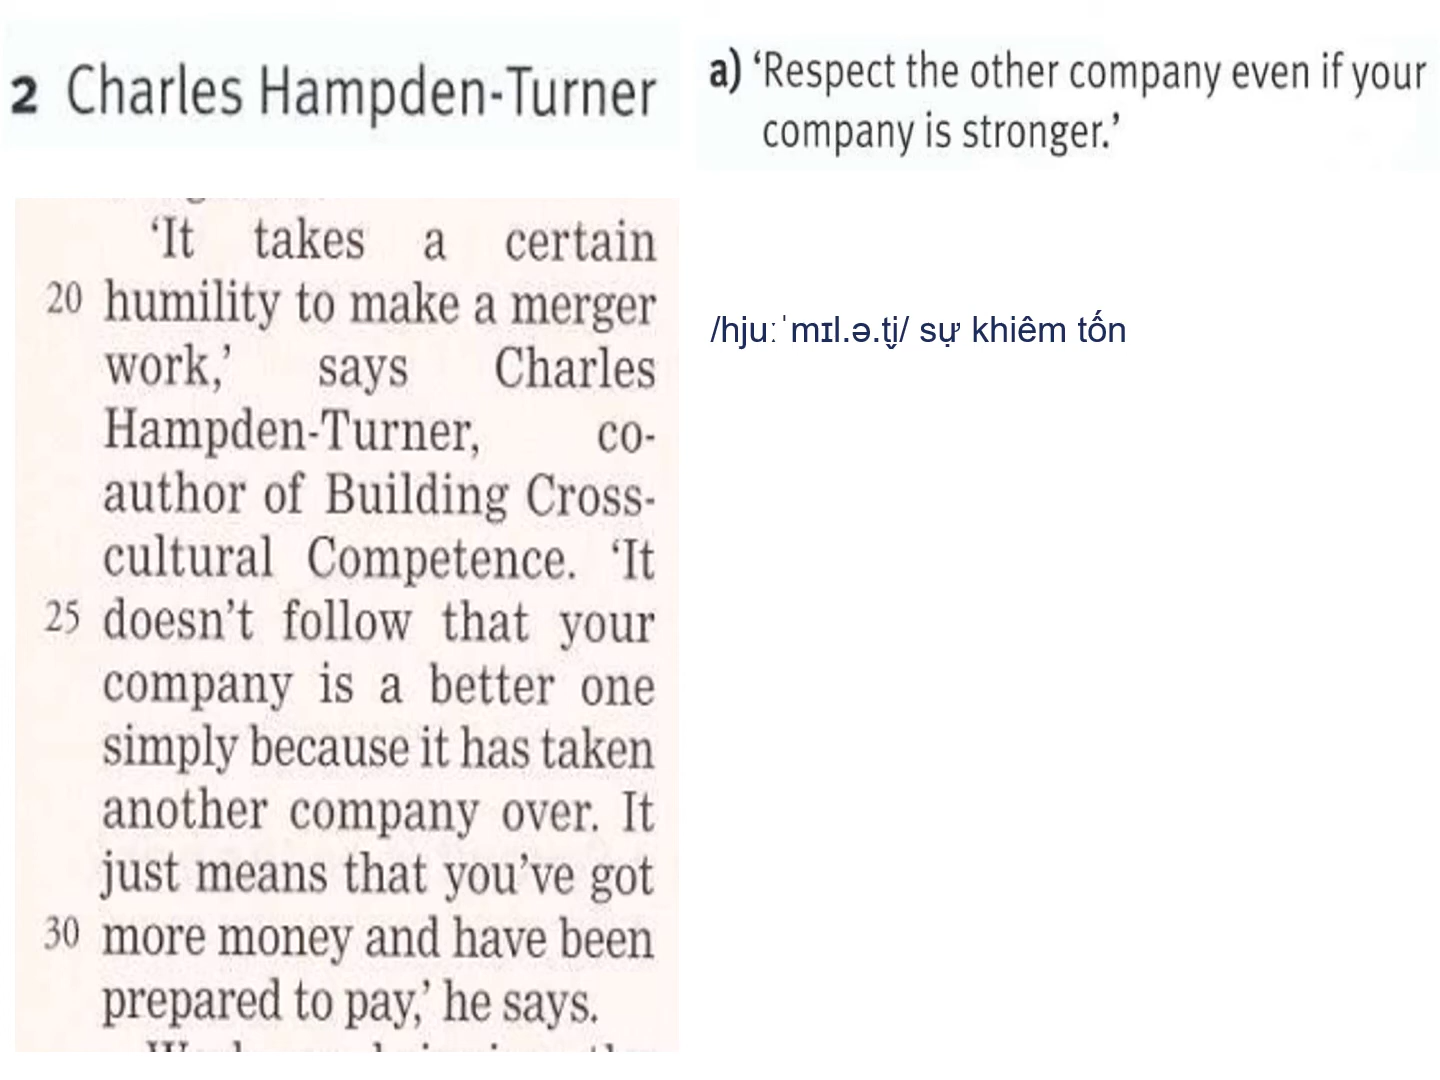 2 Charles Hampden-Turner
a) ‘Respect the other company even if your
company is stronger.’
‘It takes a certain
20 humility to make a merger
work,’ says Charles
Hampden-Turner, co-
author of Building Cross-
cultural Competence. ‘It
25 doesn’t follow that your
company is a better one
simply because it has taken
another company over. It
just means that you’ve got
30 more money and have been
prepared to pay,’ he says.
/hjuːˈmɪl.ə.t̬i/ sự khiêm tốn